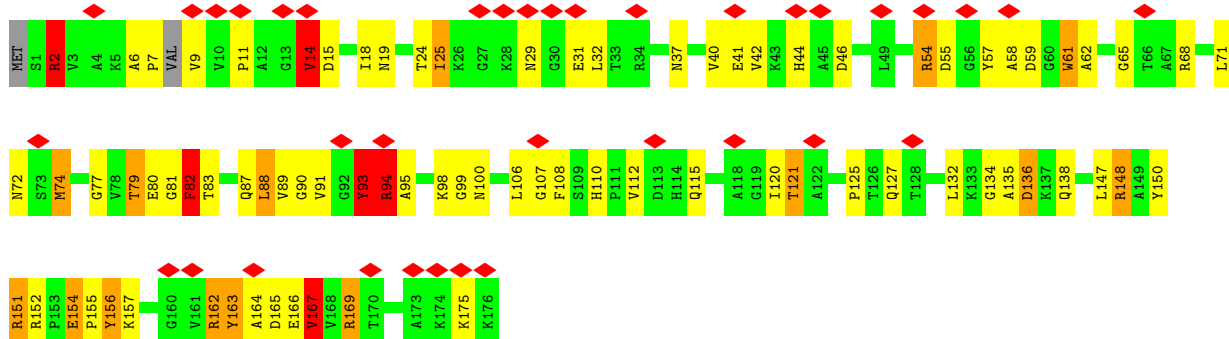 MET S1 R2 V3 A4 K5 A6 P7 VAL V9 V10 P11 A12 G13 V14 D15 I18 N19 T24 I25 K26 G27 K28 N29 G30 E31 L32 T33 R34 N37 V40 E41 V42 K43 H44 A45 D46 L49 R54 D55 G56 Y57 A58 D59 G60 W61 A62 G65 T66 A67 R68 L71
N72 S73 M74 G77 V78 T79 E80 G81 F82 T83 Q87 L88 V89 G90 V91 G92 Y93 R94 A95 K98 G99 N100 L106 G107 F108 S109 H110 P111 V112 D113 H114 Q115 A118 G119 I120 T121 A122 P125 T126 Q127 T128 L132 K133 G134 A135 D136 K137 Q138 L147 R148 A149 Y150
R151 R152 P153 E154 P155 Y156 K157 G160 V161 R162 Y163 A164 D165 E166 V167 V168 R169 T170 A173 K174 K175 K176